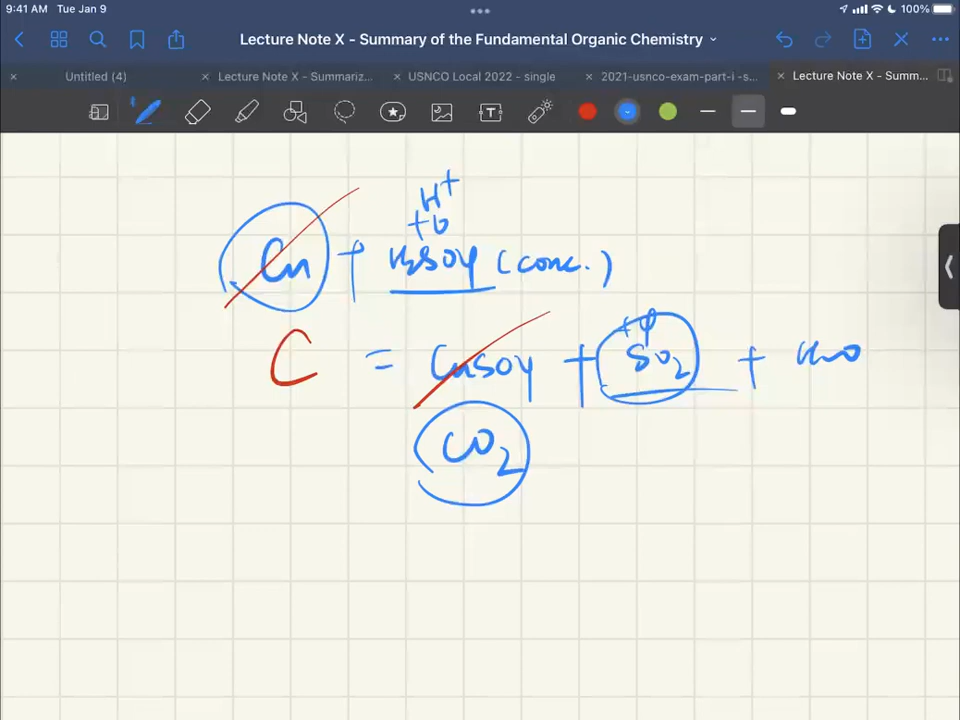 9:41 AM Tue Jan 9
100%
Lecture Note X - Summary of the Fundamental Organic Chemistry
Untitled (4)
Lecture Note X - Summariz...
USNCO Local 2022 - single
2021-usnco-exam-part-i -s...
Lecture Note X - Summ...
H+
+6
Cu + H2SO4 (conc.)
+4
C = CuSO4 + SO2 + H2O
CO2